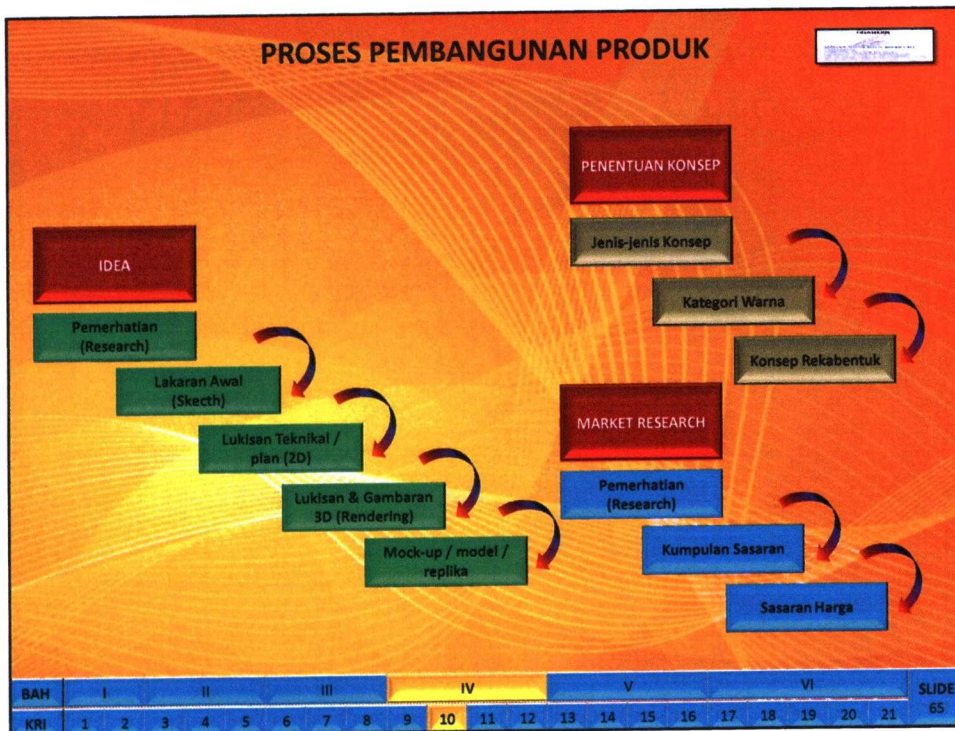 PROSES PEMBANGUNAN PRODUK
IDEA
Pemerhatian
(Research)
Lakaran Awal
(Skecth)
Lukisan Teknikal /
plan (2D)
Lukisan & Gambaran
3D (Rendering)
Mock-up / model /
replika
PENENTUAN KONSEP
Jenis-jenis Konsep
Kategori Warna
Konsep Rekabentuk
MARKET RESEARCH
Pemerhatian
(Research)
Kumpulan Sasaran
Sasaran Harga
BAH I II III IV V VI SLIDE
KRI 1 2 3 4 5 6 7 8 9 10 11 12 13 14 15 16 17 18 19 20 21 65